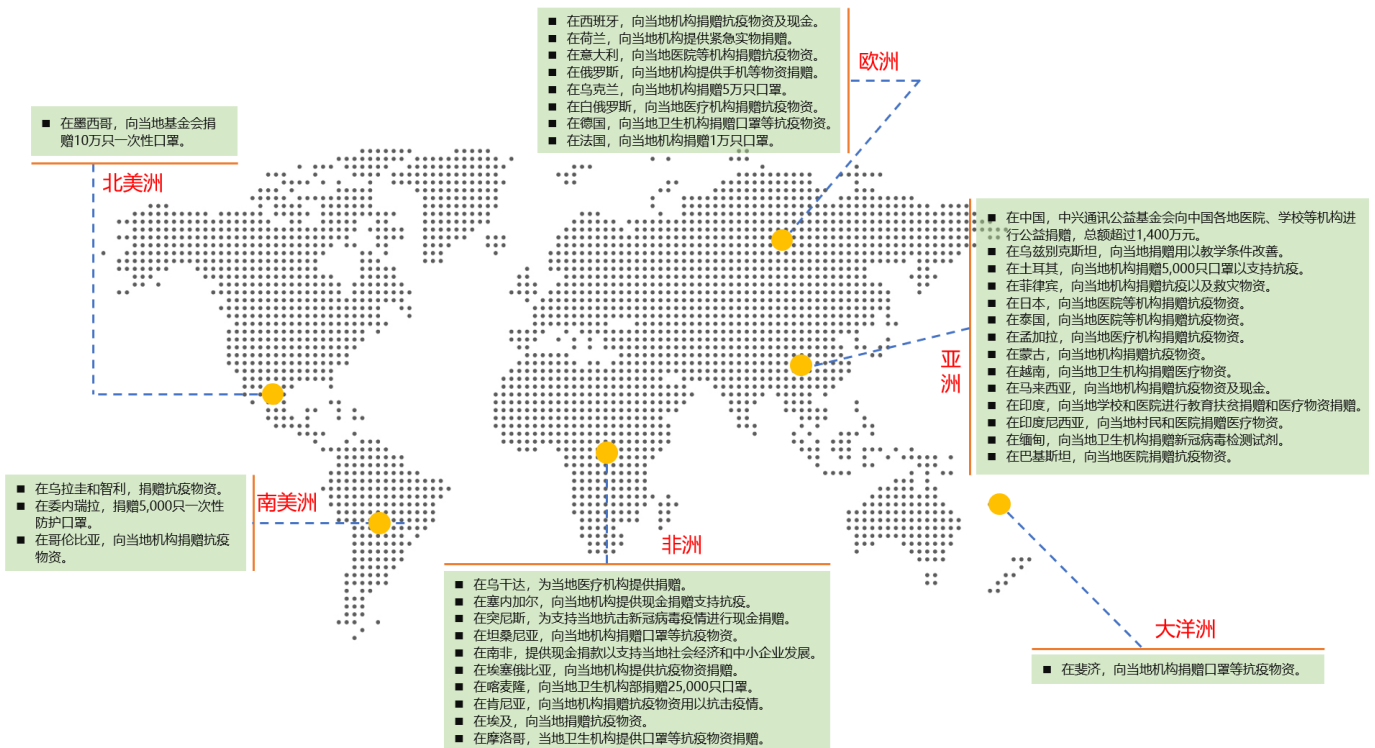 ■ 在西班牙，向当地机构捐赠抗疫物资及现金。
■ 在荷兰，向当地机构提供紧急实物捐赠。
■ 在意大利，向当地医院等机构捐赠抗疫物资。
■ 在俄罗斯，向当地机构提供手机等物资捐赠。
■ 在乌克兰，向当地机构捐赠5万只口罩。
■ 在白俄罗斯，向当地医疗机构捐赠抗疫物资。
■ 在德国，向当地卫生机构捐赠口罩等抗疫物资。
■ 在法国，向当地机构捐赠1万只口罩。
欧洲
■ 在墨西哥，向当地基金会捐
赠10万只一次性口罩。
北美洲
■ 在中国，中兴通讯公益基金会向中国各地医院、学校等机构进
行公益捐赠，总额超过1,400万元。
■ 在乌兹别克斯坦，向当地捐赠用以教学条件改善。
■ 在土耳其，向当地机构捐赠5,000只口罩以支持抗疫。
■ 在菲律宾，向当地机构捐赠抗疫以及救灾物资。
■ 在日本，向当地医院等机构捐赠抗疫物资。
■ 在泰国，向当地医院等机构捐赠抗疫物资。
■ 在孟加拉，向当地医疗机构捐赠抗疫物资。
■ 在蒙古，向当地机构捐赠抗疫物资。
■ 在越南，向当地卫生机构捐赠医疗物资。
■ 在马来西亚，向当地机构捐赠抗疫物资及现金。
■ 在印度，向当地学校和医院进行教育扶贫捐赠和医疗物资捐赠。
■ 在印度尼西亚，向当地村民和医院捐赠医疗物资。
■ 在缅甸，向当地卫生机构捐赠新冠病毒检测试剂。
■ 在巴基斯坦，向当地医院捐赠抗疫物资。
亚
洲
■ 在乌拉圭和智利，捐赠抗疫物资。
■ 在委内瑞拉，捐赠5,000只一次性
防护口罩。
■ 在哥伦比亚，向当地机构捐赠抗疫
物资。
南美洲
非洲
■ 在乌干达，为当地医疗机构提供捐赠。
■ 在塞内加尔，向当地机构提供现金捐赠支持抗疫。
■ 在突尼斯，为支持当地抗击新冠病毒疫情进行现金捐赠。
■ 在坦桑尼亚，向当地机构捐赠口罩等抗疫物资。
■ 在南非，提供现金捐款以支持当地社会经济和中小企业发展。
■ 在埃塞俄比亚，向当地机构提供抗疫物资捐赠。
■ 在喀麦隆，向当地卫生机构部捐赠25,000只口罩。
■ 在肯尼亚，向当地机构捐赠抗疫物资用以抗击疫情。
■ 在埃及，向当地捐赠抗疫物资。
■ 在摩洛哥，当地卫生机构提供口罩等抗疫物资捐赠。
大洋洲
■ 在斐济，向当地机构捐赠口罩等抗疫物资。